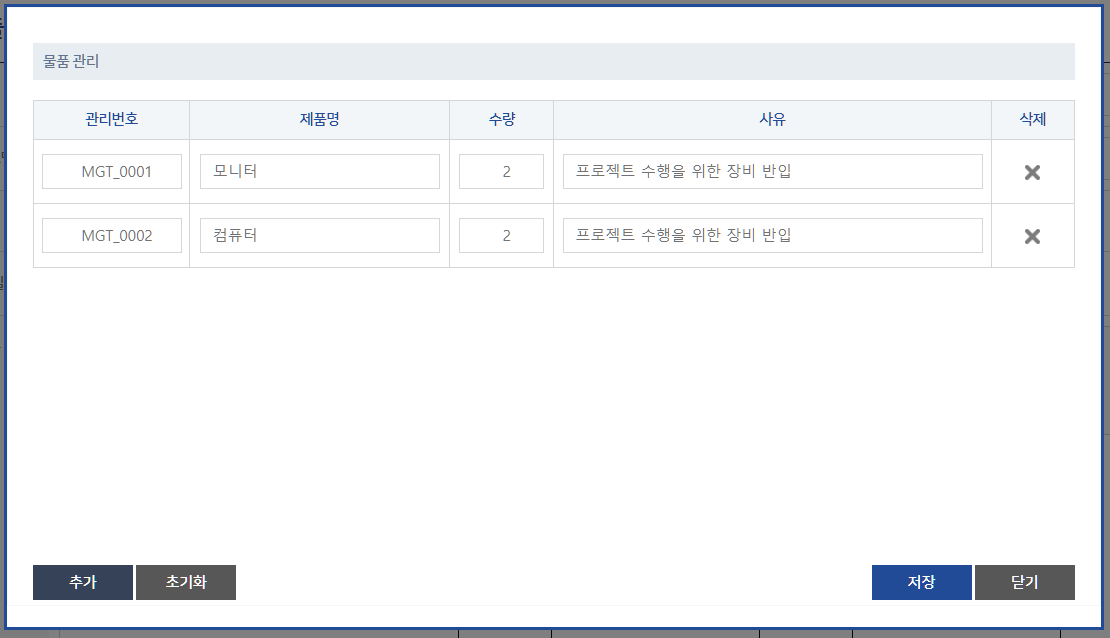 물품 관리
관리번호 제품명 수량 사유 삭제
MGT_0001 모니터 2 프로젝트 수행을 위한 장비 반입
MGT_0002 컴퓨터 2 프로젝트 수행을 위한 장비 반입
추가 초기화 저장 닫기